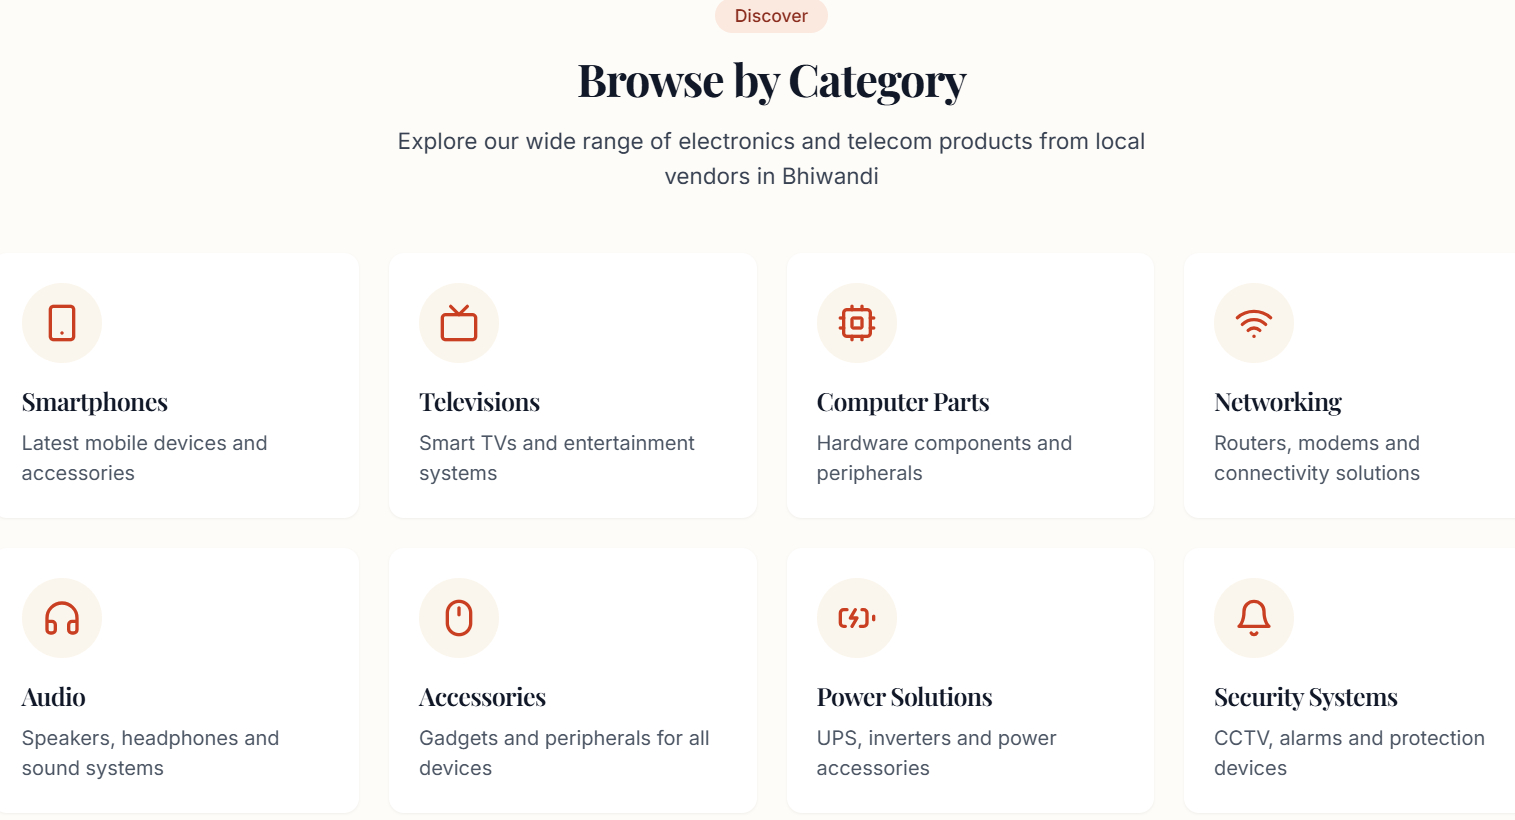 Discover
Browse by Category
Explore our wide range of electronics and telecom products from local
vendors in Bhiwandi
Smartphones
Latest mobile devices and
accessories
Televisions
Smart TVs and entertainment
systems
Computer Parts
Hardware components and
peripherals
Networking
Routers, modems and
connectivity solutions
Audio
Speakers, headphones and
sound systems
Accessories
Gadgets and peripherals for all
devices
Power Solutions
UPS, inverters and power
accessories
Security Systems
CCTV, alarms and protection
devices